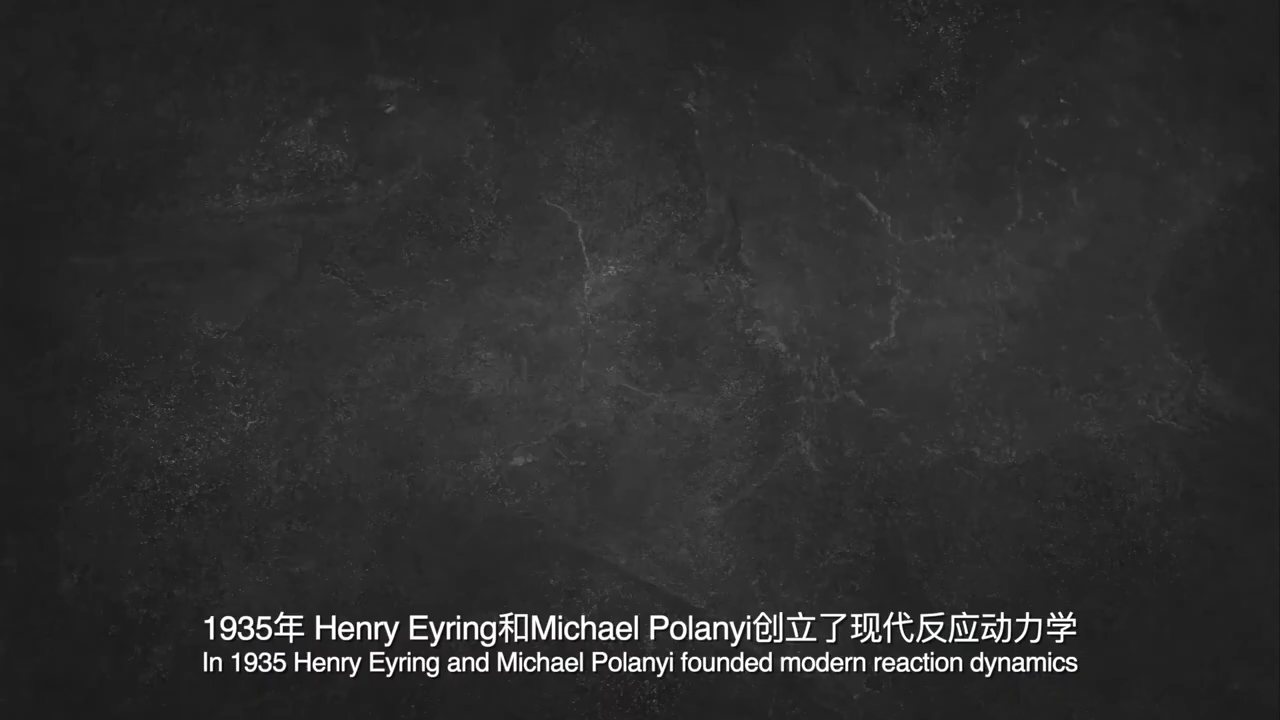 1935年 Henry Eyring和Michael Polanyi创立了现代反应动力学
In 1935 Henry Eyring and Michael Polanyi founded modern reaction dynamics